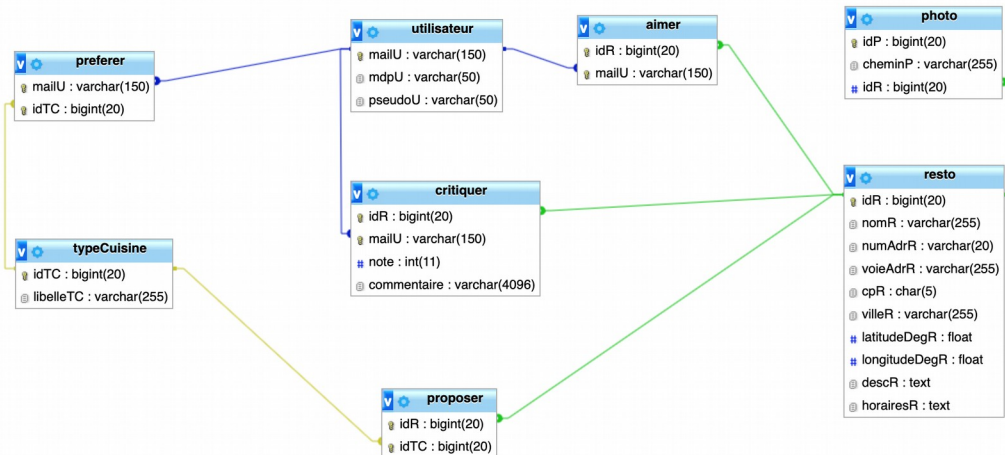 preferer
mailU : varchar(150)
idTC : bigint(20)
utilisateur
mailU : varchar(150)
mdpU : varchar(50)
pseudoU : varchar(50)
aimer
idR : bigint(20)
mailU : varchar(150)
photo
idP : bigint(20)
cheminP : varchar(255)
# idR : bigint(20)
typeCuisine
idTC : bigint(20)
libelleTC : varchar(255)
critiquer
idR : bigint(20)
mailU : varchar(150)
# note : int(11)
commentaire : varchar(4096)
resto
idR : bigint(20)
nomR : varchar(255)
numAdrR : varchar(20)
voieAdrR : varchar(255)
cpR : char(5)
villeR : varchar(255)
# latitudeDegR : float
# longitudeDegR : float
descR : text
horairesR : text
proposer
idR : bigint(20)
idTC : bigint(20)